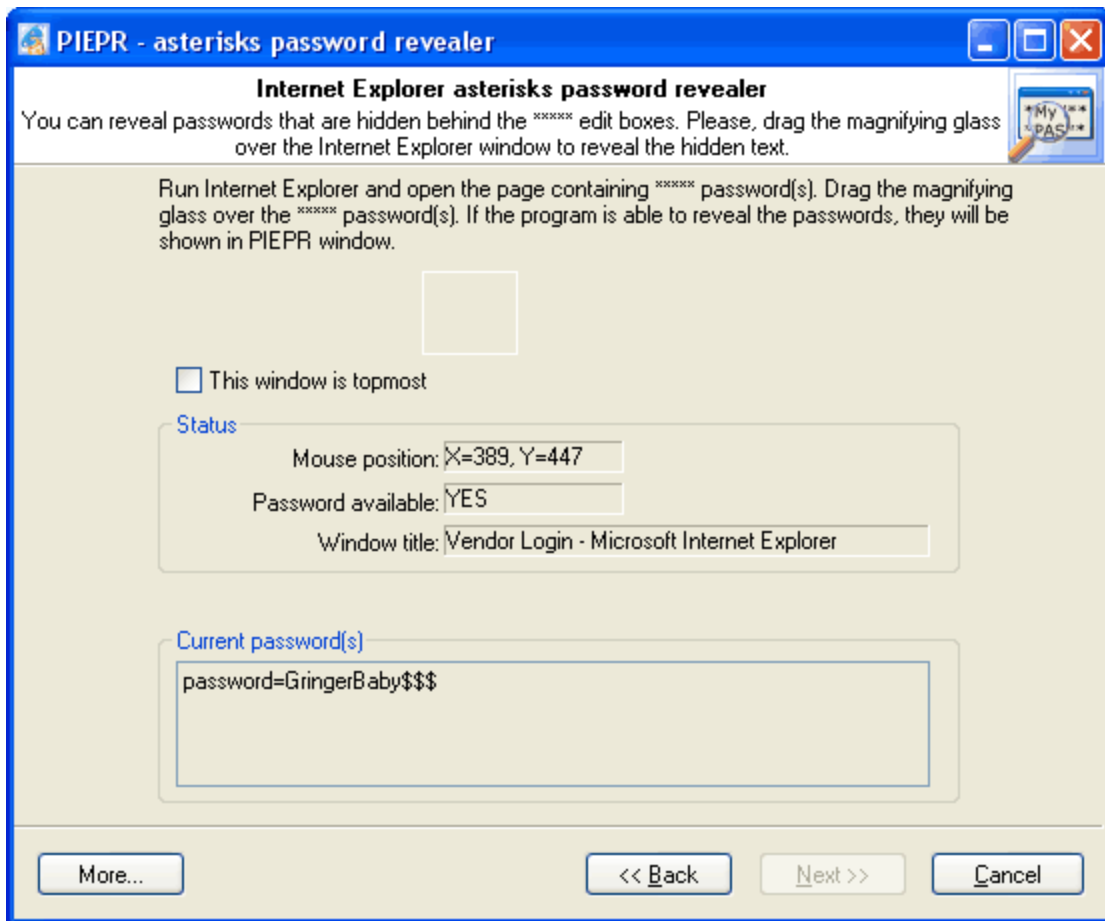 PIEPR - asterisks password revealer
Internet Explorer asterisks password revealer
You can reveal passwords that are hidden behind the ***** edit boxes. Please, drag the magnifying glass
over the Internet Explorer window to reveal the hidden text.
*My **
*PAS**
Run Internet Explorer and open the page containing ***** password(s). Drag the magnifying
glass over the ***** password(s). If the program is able to reveal the passwords, they will be
shown in PIEPR window.
This window is topmost
Status
Mouse position: X=389, Y=447
Password available: YES
Window title: Vendor Login - Microsoft Internet Explorer
Current password(s)
password=GringerBaby$$$
More... << Back Next >> Cancel